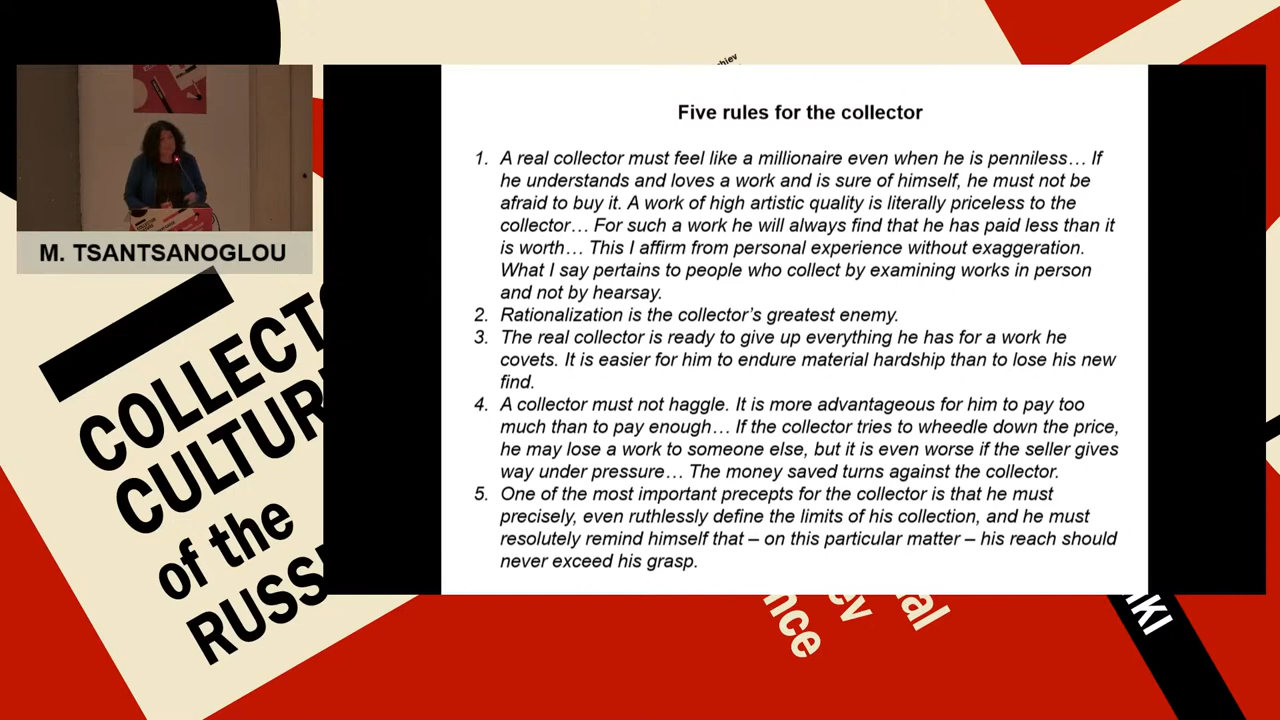 Five rules for the collector
1. A real collector must feel like a millionaire even when he is penniless… If
he understands and loves a work and is sure of himself, he must not be
afraid to buy it. A work of high artistic quality is literally priceless to the
collector… For such a work he will always find that he has paid less than it
is worth… This I affirm from personal experience without exaggeration.
What I say pertains to people who collect by examining works in person
and not by hearsay.
2. Rationalization is the collector's greatest enemy.
3. The real collector is ready to give up everything he has for a work he
covets. It is easier for him to endure material hardship than to lose his new
find.
4. A collector must not haggle. It is more advantageous for him to pay too
much than to pay enough… If the collector tries to wheedle down the price,
he may lose a work to someone else, but it is even worse if the seller gives
way under pressure… The money saved turns against the collector.
5. One of the most important precepts for the collector is that he must
precisely, even ruthlessly define the limits of his collection, and he must
resolutely remind himself that – on this particular matter – his reach should
never exceed his grasp.
M. TSANTSANOGLOU
COLLECT
CULTUR
of the
RUSS